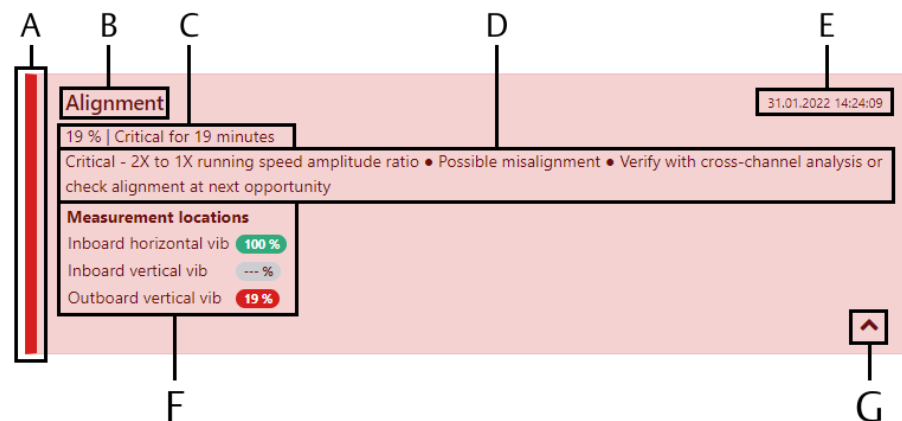 A B C D E
Alignment
31.01.2022 14:24:09
19 % | Critical for 19 minutes
Critical - 2X to 1X running speed amplitude ratio ● Possible misalignment ● Verify with cross-channel analysis or
check alignment at next opportunity
Measurement locations
Inboard horizontal vib 100 %
Inboard vertical vib --- %
Outboard vertical vib 19 %
F G